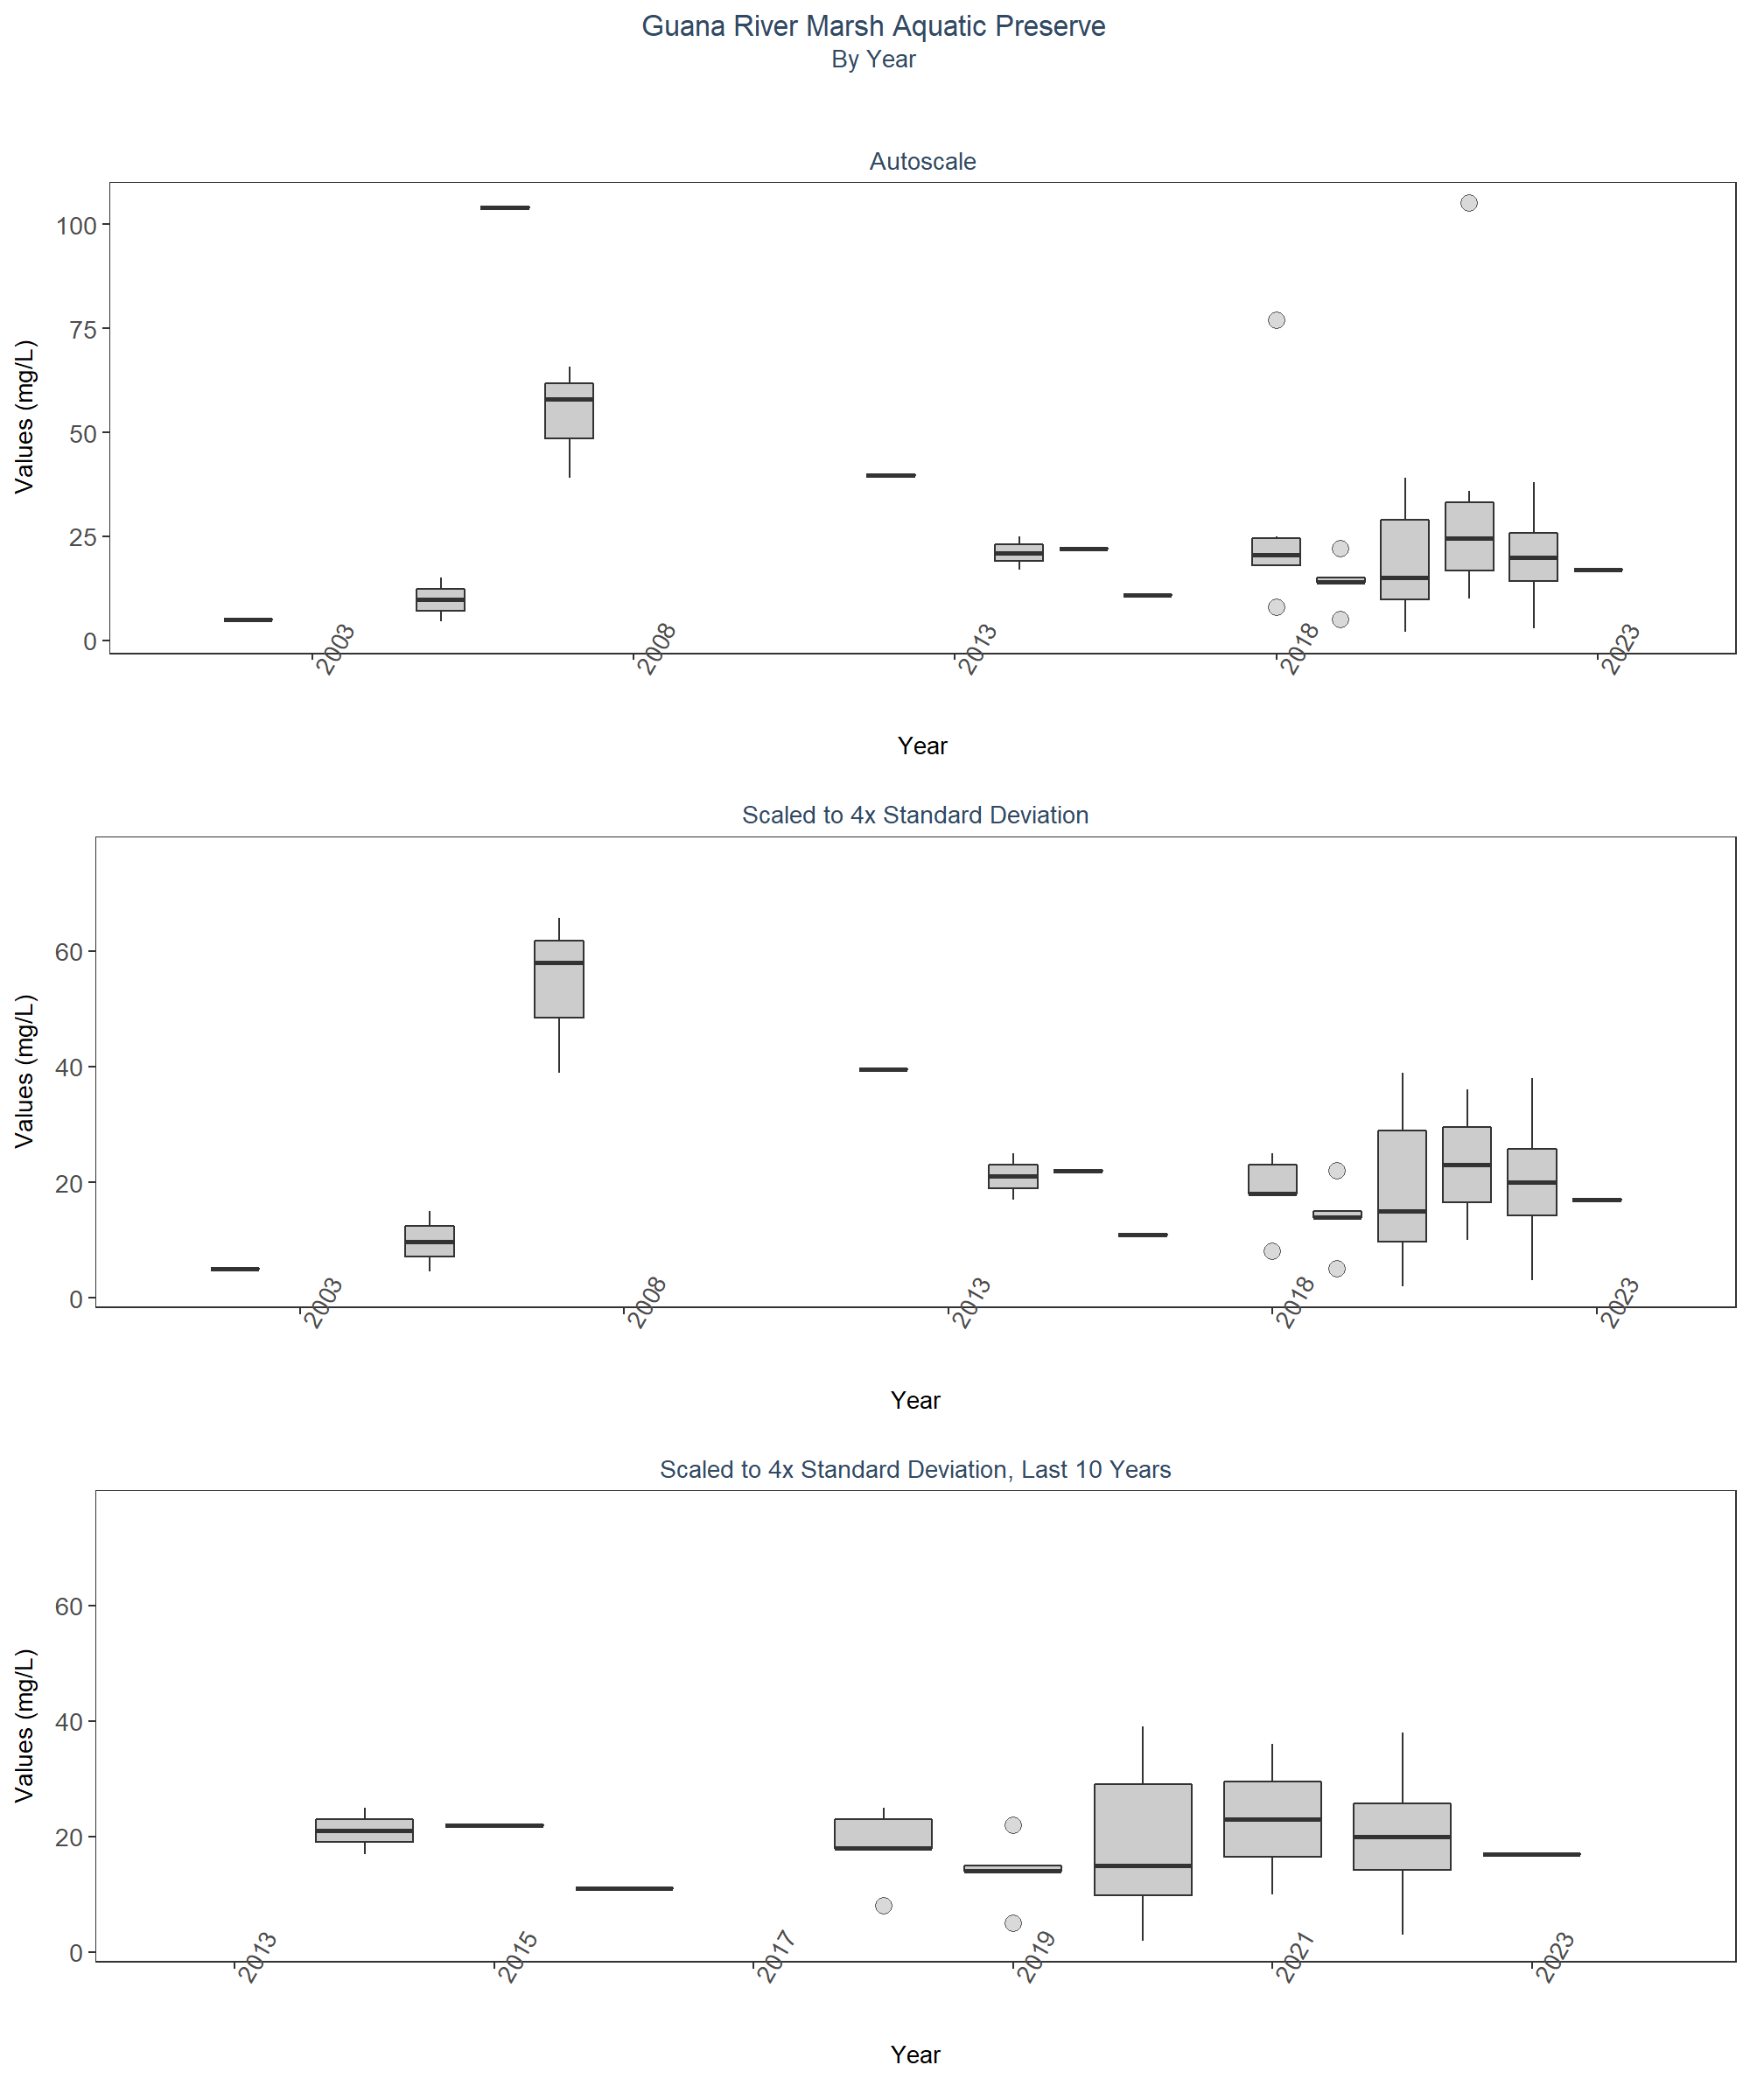 Guana River Marsh Aquatic Preserve
By Year
Autoscale
Values (mg/L)
100
75
50
25
0
2003 2008 2013 2018 2023
Year
Scaled to 4x Standard Deviation
Values (mg/L)
60
40
20
0
2003 2008 2013 2018 2023
Year
Scaled to 4x Standard Deviation, Last 10 Years
Values (mg/L)
60
40
20
0
2013 2015 2017 2019 2021 2023
Year